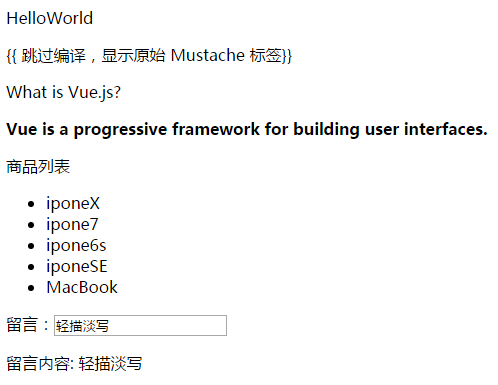 HelloWorld
{{ 跳过编译，显示原始 Mustache 标签}}
What is Vue.js?
Vue is a progressive framework for building user interfaces.
商品列表
iponeX
ipone7
ipone6s
iponeSE
MacBook
留言：轻描淡写
留言内容: 轻描淡写